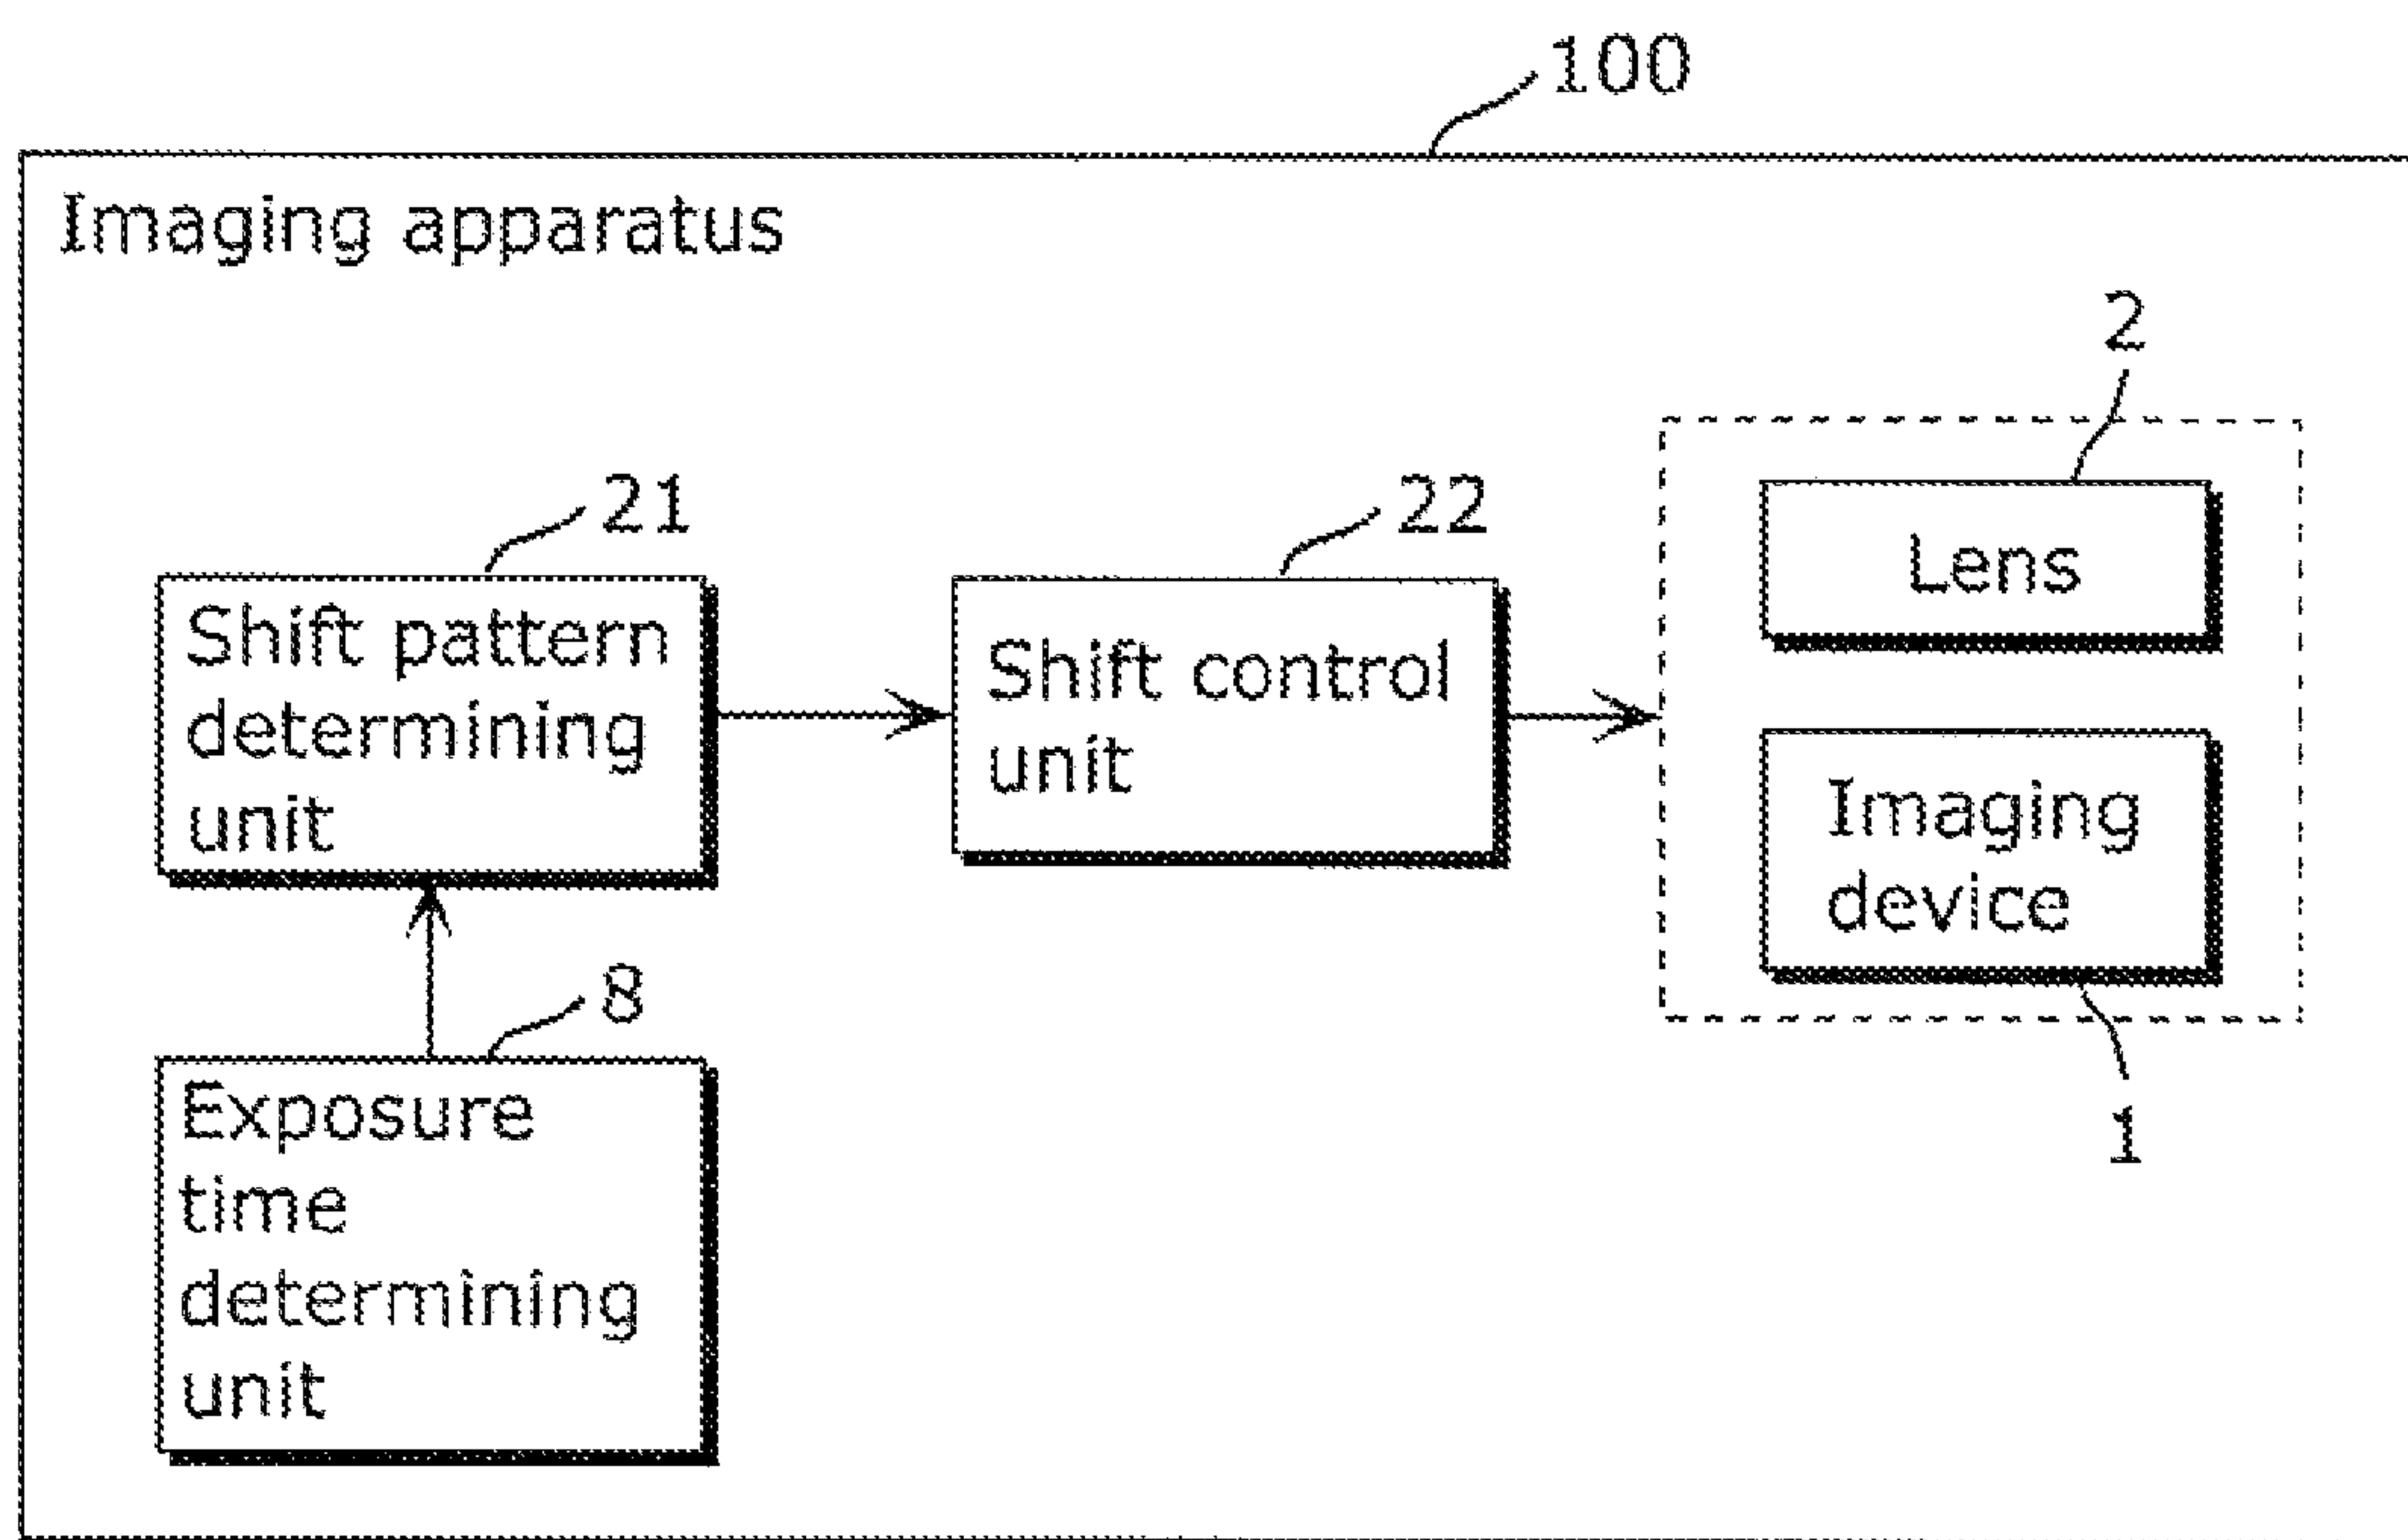 100
Imaging apparatus
2
21
22
Lens
Shift pattern
determining
unit
Shift control
unit
Imaging
device
8
1
Exposure
time
determining
unit